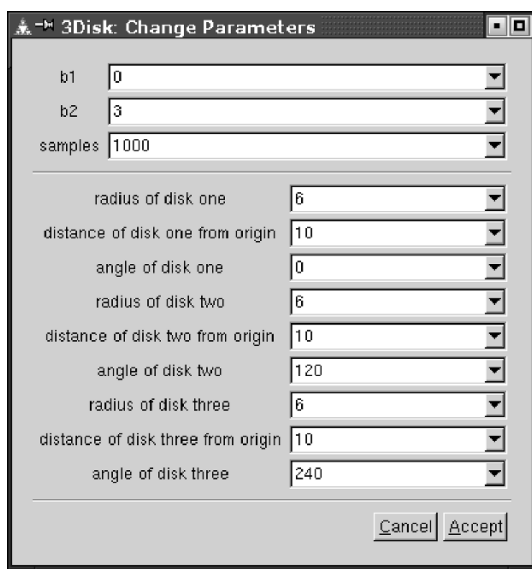 3Disk: Change Parameters
b1 0
b2 3
samples 1000
radius of disk one 6
distance of disk one from origin 10
angle of disk one 0
radius of disk two 6
distance of disk two from origin 10
angle of disk two 120
radius of disk three 6
distance of disk three from origin 10
angle of disk three 240
Cancel Accept